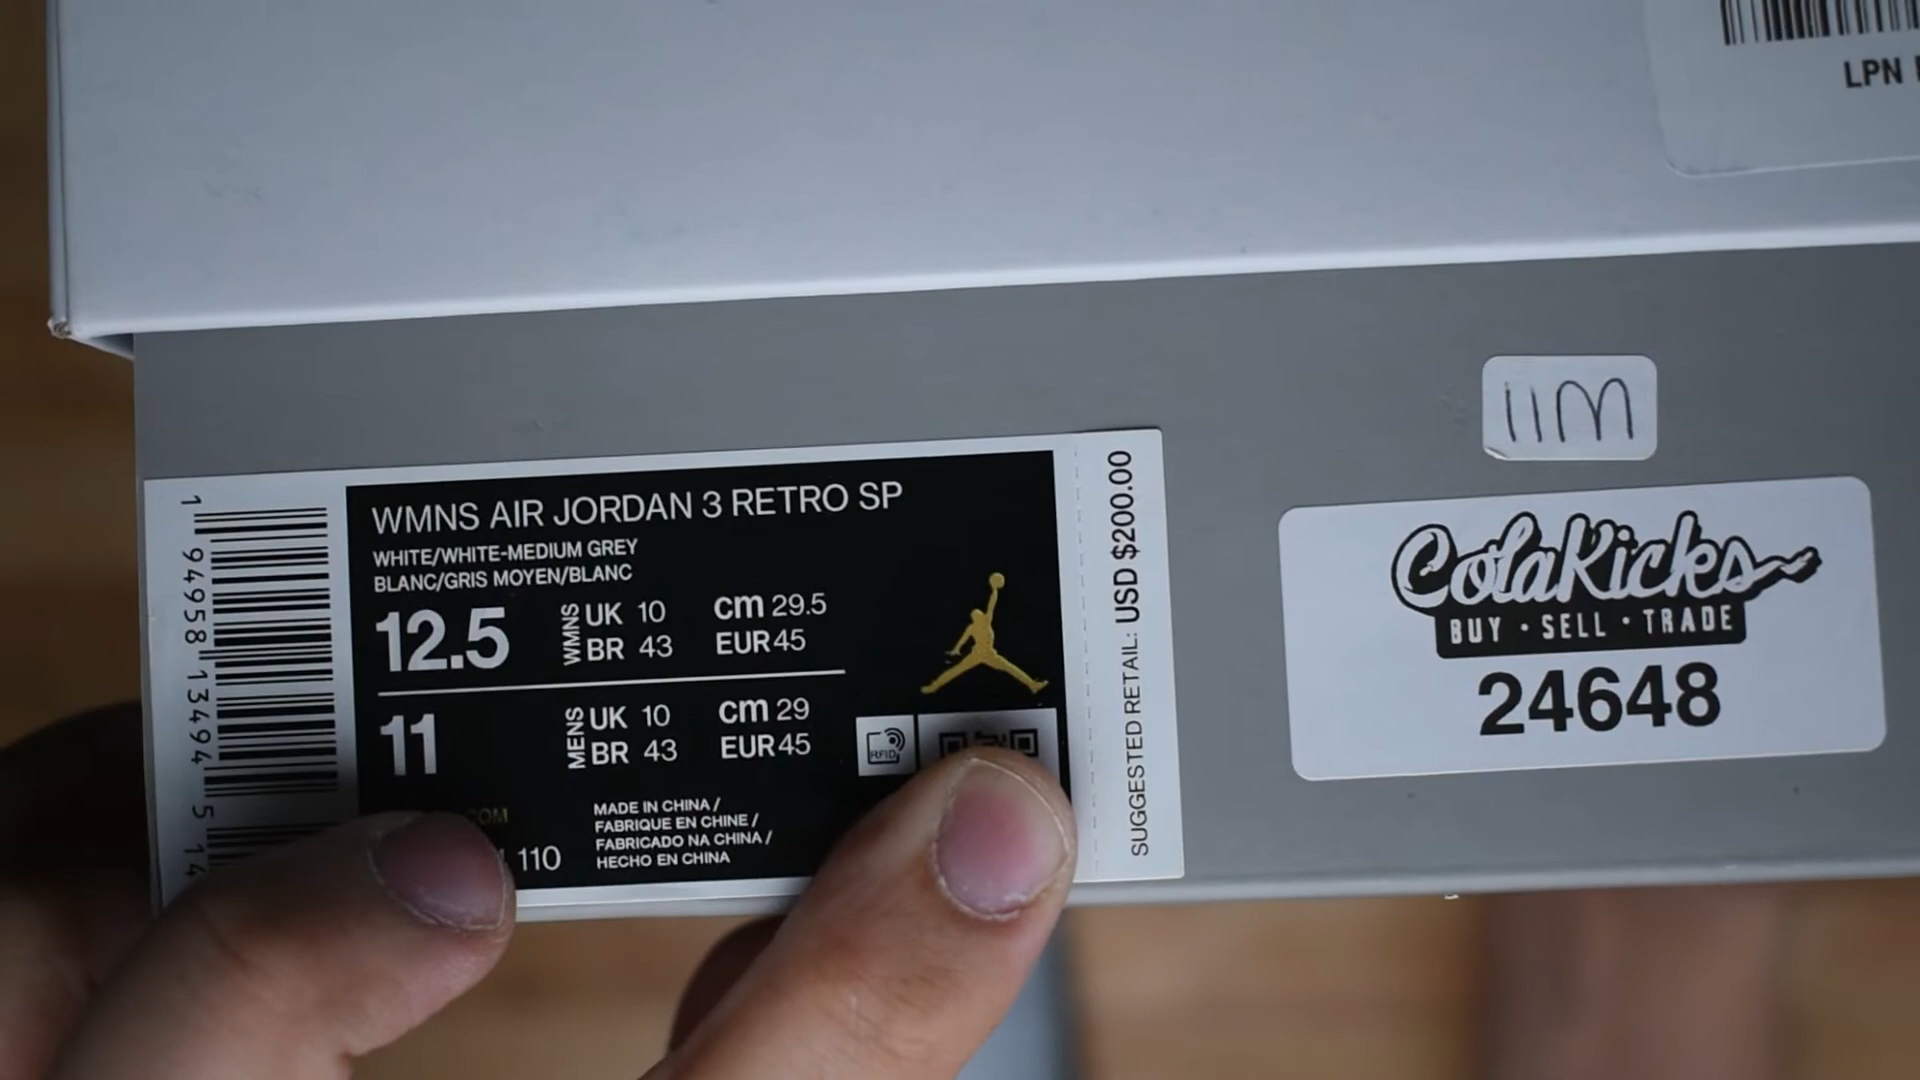 LPN
11M
WMNS AIR JORDAN 3 RETRO SP
WHITE/WHITE-MEDIUM GREY
BLANC/GRIS MOYEN/BLANC
12.5 WMNS UK 10 cm 29.5
BR 43 EUR 45
11 MENS UK 10 cm 29
BR 43 EUR 45
RFID
MADE IN CHINA /
FABRIQUE EN CHINE /
FABRICADO NA CHINA /
HECHO EN CHINA
110
1 94958 13494 5 14
SUGGESTED RETAIL: USD $200.00
ColaKicks
BUY · SELL · TRADE
24648